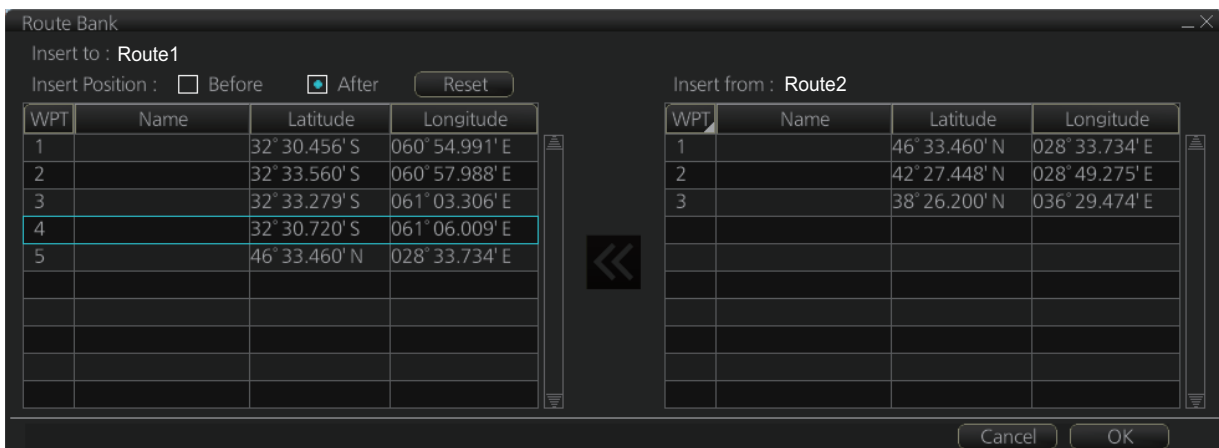 Route Bank
Insert to : Route1
Insert Position : Before After Reset Insert from : Route2
WPT Name Latitude Longitude WPT Name Latitude Longitude
1 32° 30.456' S 060° 54.991' E 1 46° 33.460' N 028° 33.734' E
2 32° 33.560' S 060° 57.988' E 2 42° 27.448' N 028° 49.275' E
3 32° 33.279' S 061° 03.306' E 3 38° 26.200' N 036° 29.474' E
4 32° 30.720' S 061° 06.009' E
5 46° 33.460' N 028° 33.734' E
Cancel OK